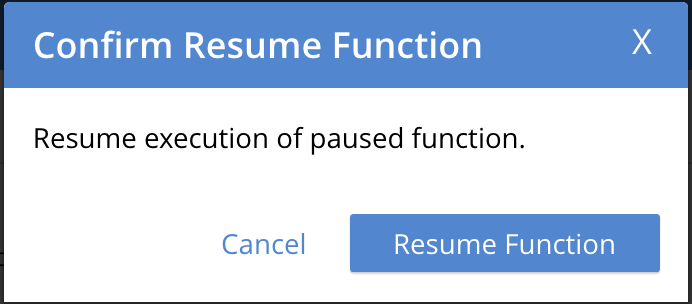 Confirm Resume Function X
Resume execution of paused function.
Cancel Resume Function